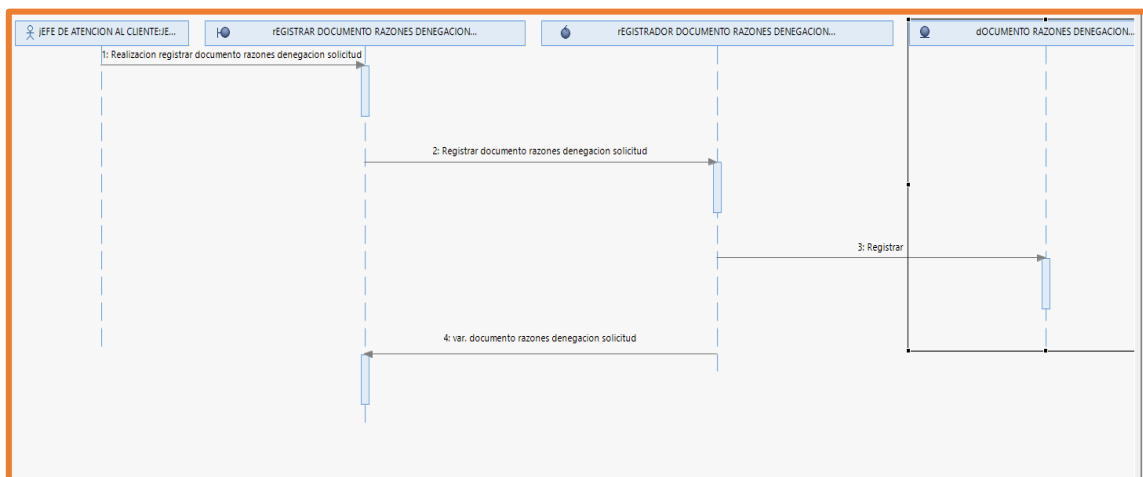 jEFE DE ATENCION AL CLIENTE:JE...
rEGISTRAR DOCUMENTO RAZONES DENEGACION...
rEGISTRADOR DOCUMENTO RAZONES DENEGACION...
dOCUMENTO RAZONES DENEGACION...
1: Realizacion registrar documento razones denegacion solicitud
2: Registrar documento razones denegacion solicitud
3: Registrar
4: var. documento razones denegacion solicitud